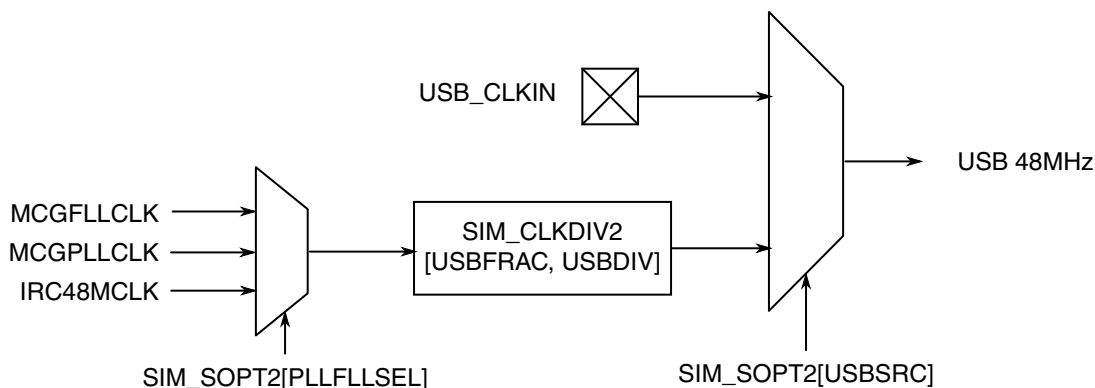 USB_CLKIN
USB 48MHz
MCGFLLCLK
MCGPLLCLK
IRC48MCLK
SIM_CLKDIV2
[USBFRAC, USBDIV]
SIM_SOPT2[PLLFLLSEL]
SIM_SOPT2[USBSRC]